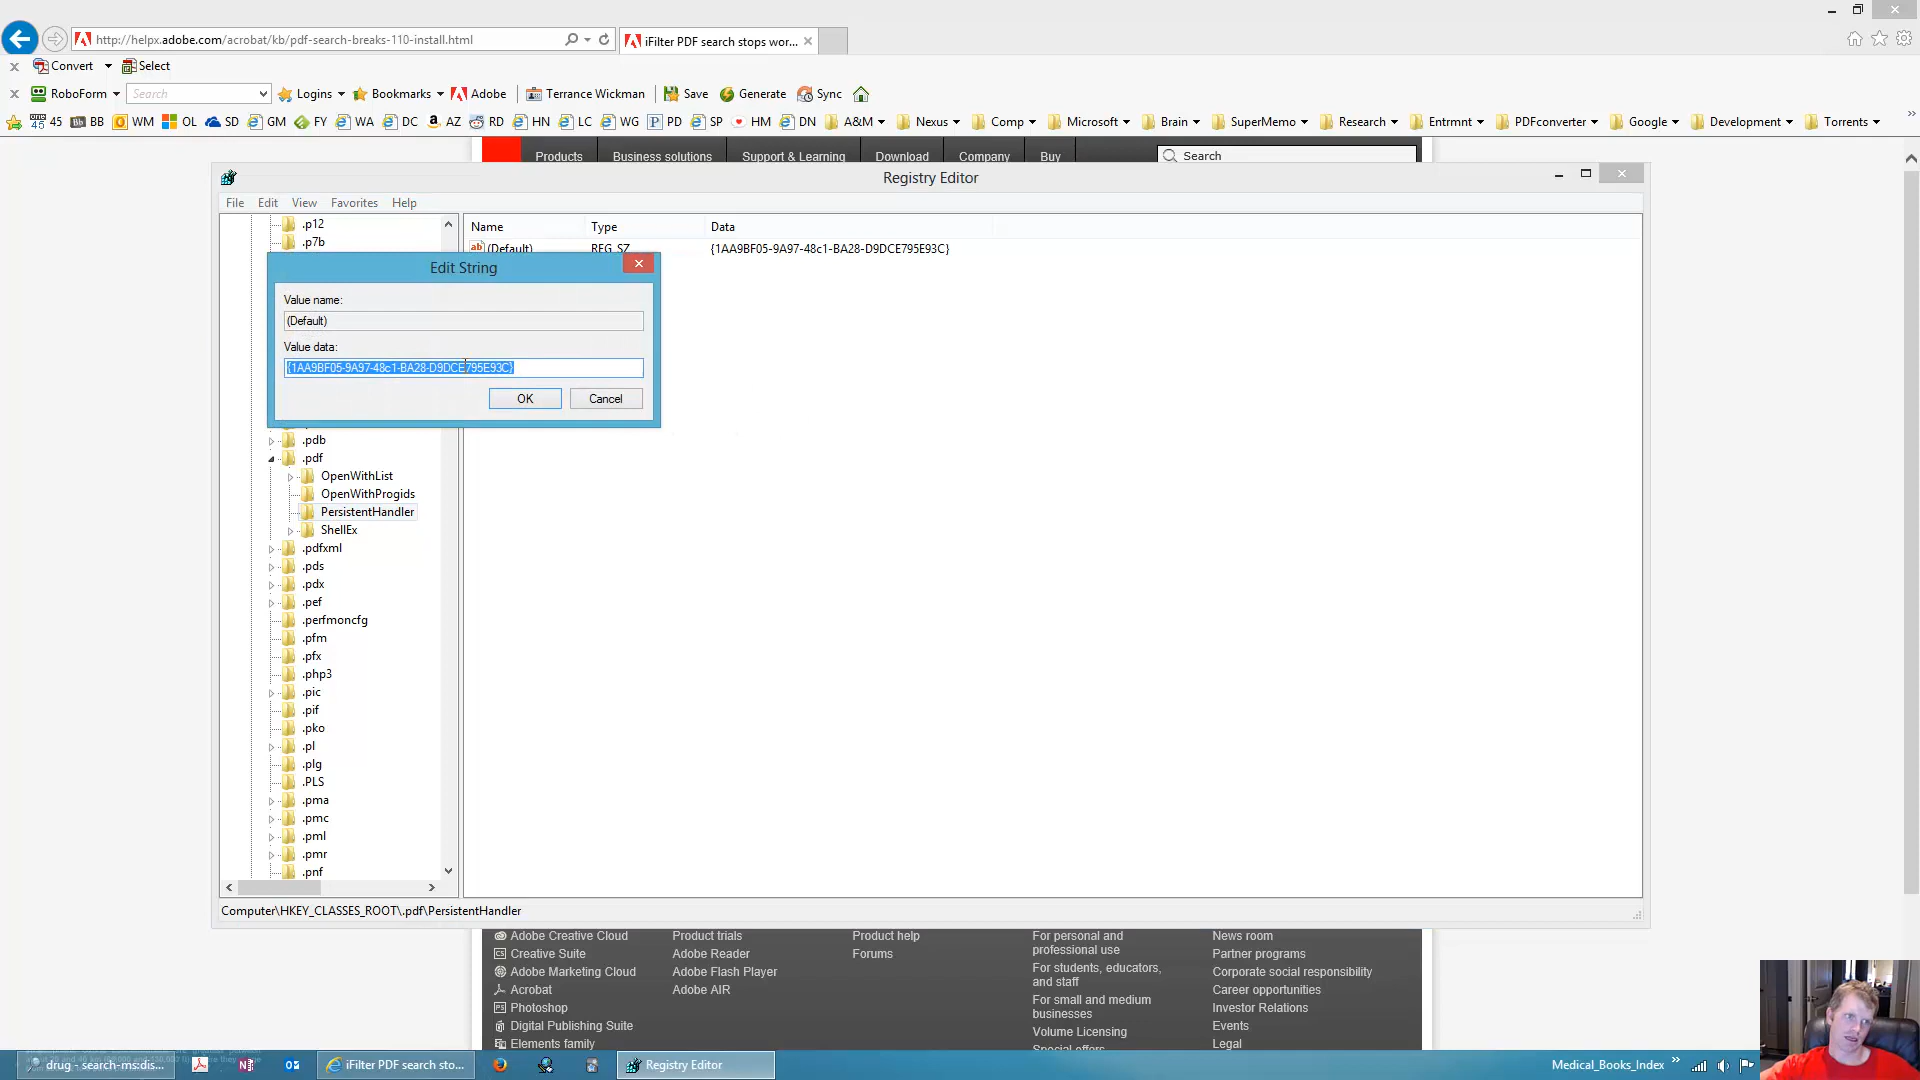 http://helpx.adobe.com/acrobat/kb/pdf-search-breaks-110-install.html
iFilter PDF search stops wor...
Convert
Select
RoboForm
Search
Logins
Bookmarks
Adobe
Terrance Wickman
Save
Generate
Sync
45
BB
WM
OL
SD
GM
FY
WA
DC
AZ
RD
HN
LC
WG
PD
SP
HM
DN
A&M
Nexus
Comp
Microsoft
Brain
SuperMemo
Research
Entrmnt
PDFconverter
Google
Development
Torrents
Products
Business solutions
Support & Learning
Download
Company
Buy
Search
Registry Editor
File
Edit
View
Favorites
Help
.p12
.p7b
Name
Type
Data
(Default)
REG_SZ
{1AA9BF05-9A97-48c1-BA28-D9DCE795E93C}
Edit String
Value name:
(Default)
Value data:
{1AA9BF05-9A97-48c1-BA28-D9DCE795E93C}
OK
Cancel
.pdb
.pdf
OpenWithList
OpenWithProgids
PersistentHandler
ShellEx
.pdfxml
.pds
.pdx
.pef
.perfmoncfg
.pfm
.pfx
.php3
.pic
.pif
.pko
.pl
.plg
.PLS
.pma
.pmc
.pml
.pmr
.pnf
Computer\HKEY_CLASSES_ROOT\.pdf\PersistentHandler
Adobe Creative Cloud
Creative Suite
Adobe Marketing Cloud
Acrobat
Photoshop
Digital Publishing Suite
Elements family
Product trials
Adobe Reader
Adobe Flash Player
Adobe AIR
Product help
Forums
For personal and
professional use
For students, educators,
and staff
For small and medium
businesses
Volume Licensing
Special offers
News room
Partner programs
Corporate social responsibility
Career opportunities
Investor Relations
Events
Legal
drug - search-ms:dis...
iFilter PDF search sto...
Registry Editor
Medical_Books_Index